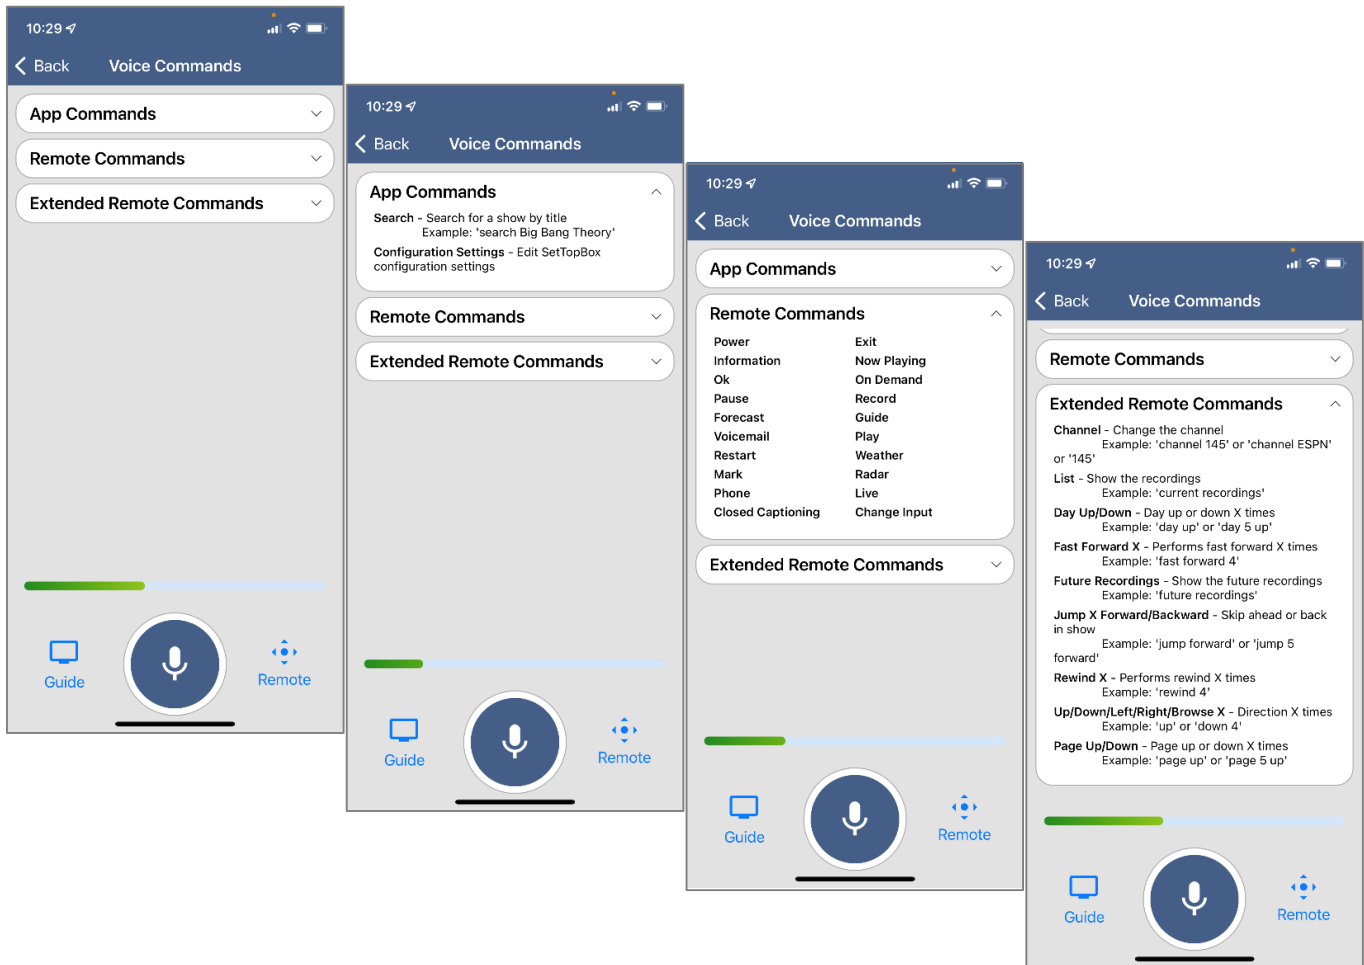 10:29
Back Voice Commands
App Commands
Remote Commands
Extended Remote Commands
Guide
Remote
10:29
Back Voice Commands
App Commands
Search - Search for a show by title
Example: 'search Big Bang Theory'
Configuration Settings - Edit SetTopBox
configuration settings
Remote Commands
Extended Remote Commands
Guide
Remote
10:29
Back Voice Commands
App Commands
Remote Commands
Power Exit
Information Now Playing
Ok On Demand
Pause Record
Forecast Guide
Voicemail Play
Restart Weather
Mark Radar
Phone Live
Closed Captioning Change Input
Extended Remote Commands
Guide
Remote
10:29
Back Voice Commands
Remote Commands
Extended Remote Commands
Channel - Change the channel
Example: 'channel 145' or 'channel ESPN'
or '145'
List - Show the recordings
Example: 'current recordings'
Day Up/Down - Day up or down X times
Example: 'day up' or 'day 5 up'
Fast Forward X - Performs fast forward X times
Example: 'fast forward 4'
Future Recordings - Show the future recordings
Example: 'future recordings'
Jump X Forward/Backward - Skip ahead or back
in show
Example: 'jump forward' or 'jump 5
forward'
Rewind X - Performs rewind X times
Example: 'rewind 4'
Up/Down/Left/Right/Browse X - Direction X times
Example: 'up' or 'down 4'
Page Up/Down - Page up or down X times
Example: 'page up' or 'page 5 up'
Guide
Remote